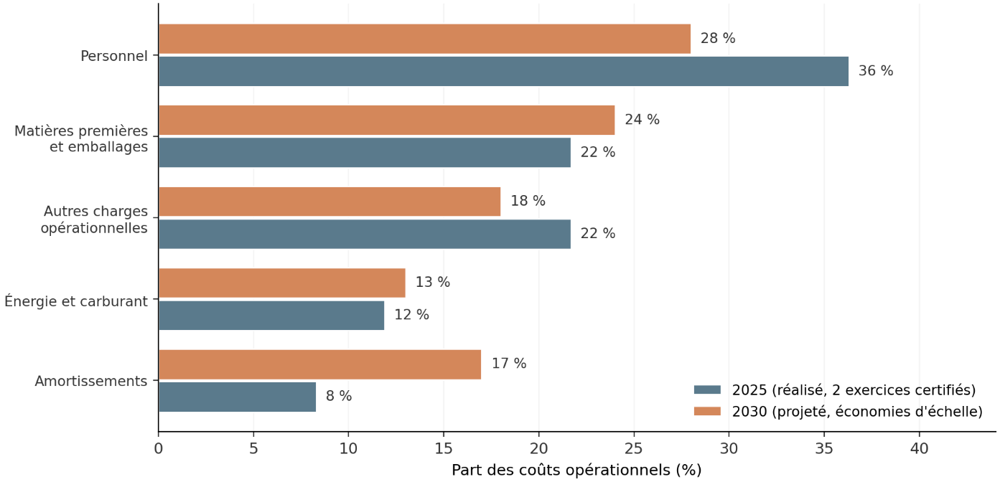 Personnel
28 %
36 %
Matières premières
et emballages
24 %
22 %
Autres charges
opérationnelles
18 %
22 %
Énergie et carburant
13 %
12 %
Amortissements
17 %
8 %
2025 (réalisé, 2 exercices certifiés)
2030 (projeté, économies d'échelle)
0 5 10 15 20 25 30 35 40
Part des coûts opérationnels (%)